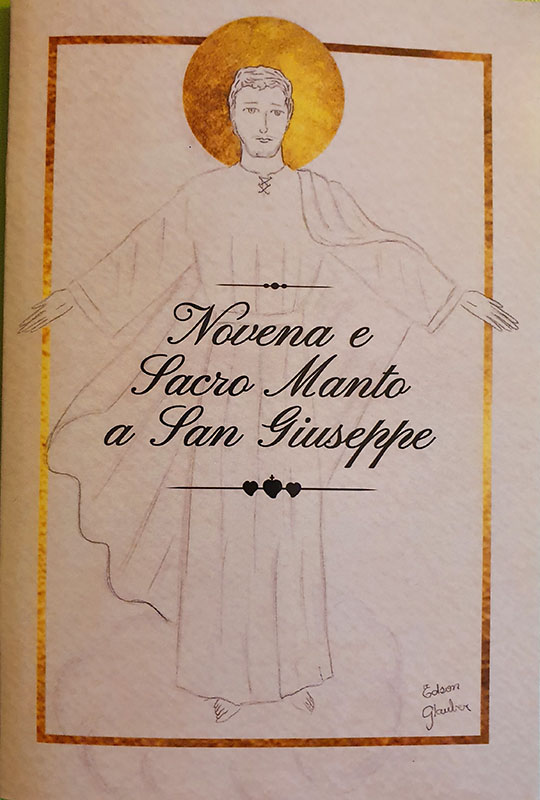 Novena e
Sacro Manto
a San Giuseppe
Edson
Glauber